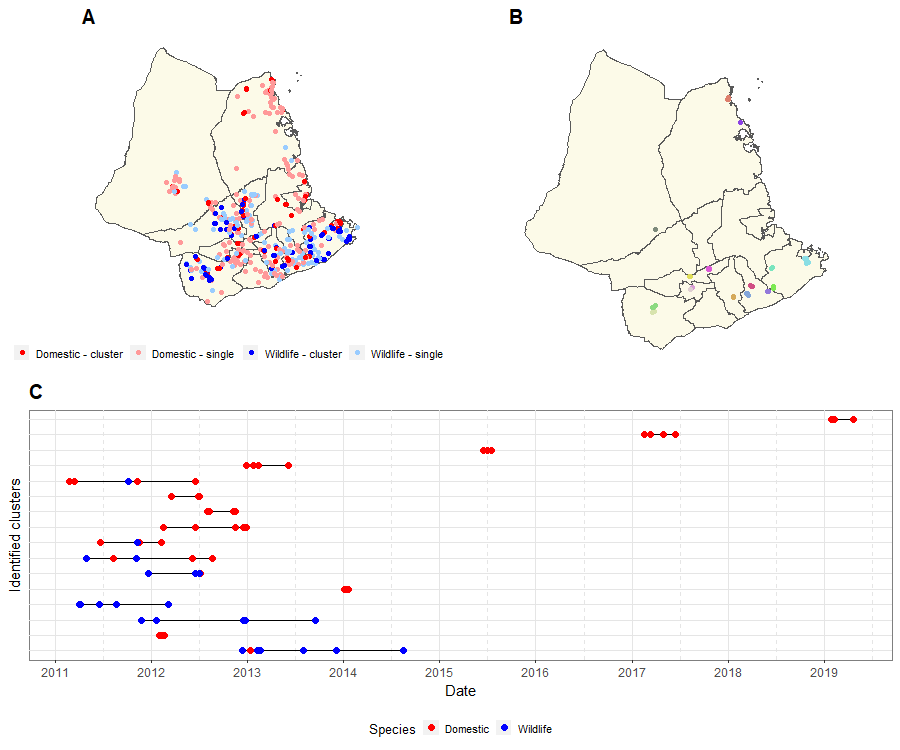 A
B
Domestic - cluster Domestic - single Wildlife - cluster Wildlife - single
C
Identified clusters
2011 2012 2013 2014 2015 2016 2017 2018 2019
Date
Species Domestic Wildlife